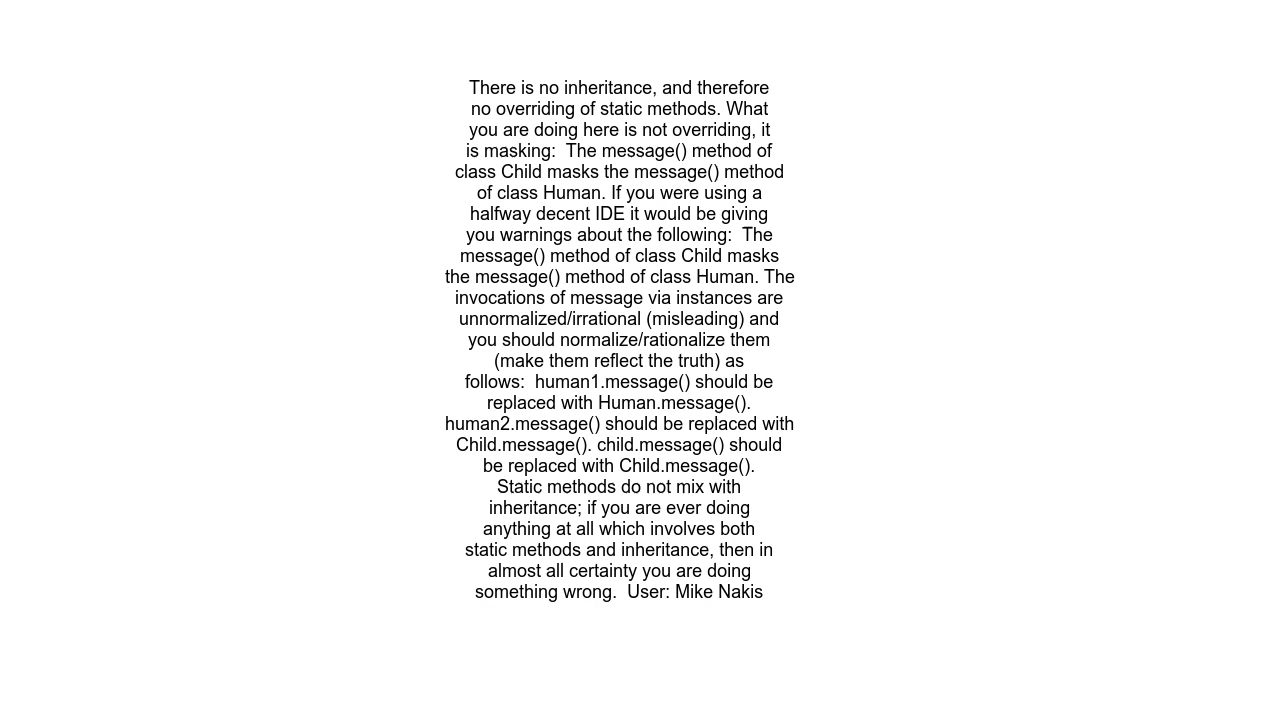 There is no inheritance, and therefore
no overriding of static methods. What
you are doing here is not overriding, it
is masking:  The message() method of
class Child masks the message() method
of class Human. If you were using a
halfway decent IDE it would be giving
you warnings about the following:  The
message() method of class Child masks
the message() method of class Human. The
invocations of message via instances are
unnormalized/irrational (misleading) and
you should normalize/rationalize them
(make them reflect the truth) as
follows:  human1.message() should be
replaced with Human.message().
human2.message() should be replaced with
Child.message(). child.message() should
be replaced with Child.message().
Static methods do not mix with
inheritance; if you are ever doing
anything at all which involves both
static methods and inheritance, then in
almost all certainty you are doing
something wrong.  User: Mike Nakis